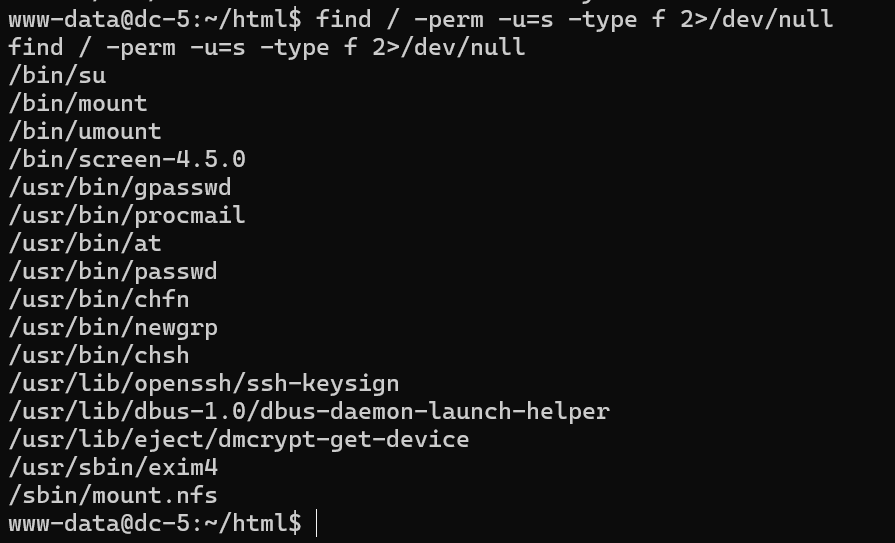 www-data@dc-5:~/html$ find / -perm -u=s -type f 2>/dev/null
find / -perm -u=s -type f 2>/dev/null
/bin/su
/bin/mount
/bin/umount
/bin/screen-4.5.0
/usr/bin/gpasswd
/usr/bin/procmail
/usr/bin/at
/usr/bin/passwd
/usr/bin/chfn
/usr/bin/newgrp
/usr/bin/chsh
/usr/lib/openssh/ssh-keysign
/usr/lib/dbus-1.0/dbus-daemon-launch-helper
/usr/lib/eject/dmcrypt-get-device
/usr/sbin/exim4
/sbin/mount.nfs
www-data@dc-5:~/html$